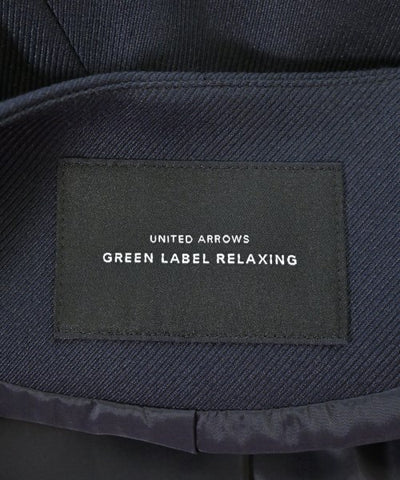 UNITED ARROWS
GREEN LABEL RELAXING